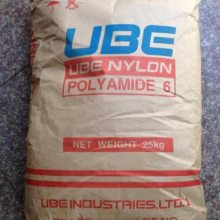 UBE
UBE NYLON
POLYAMIDE 6
NET WEIGHT 25kg
UBE INDUSTRIES, LTD.